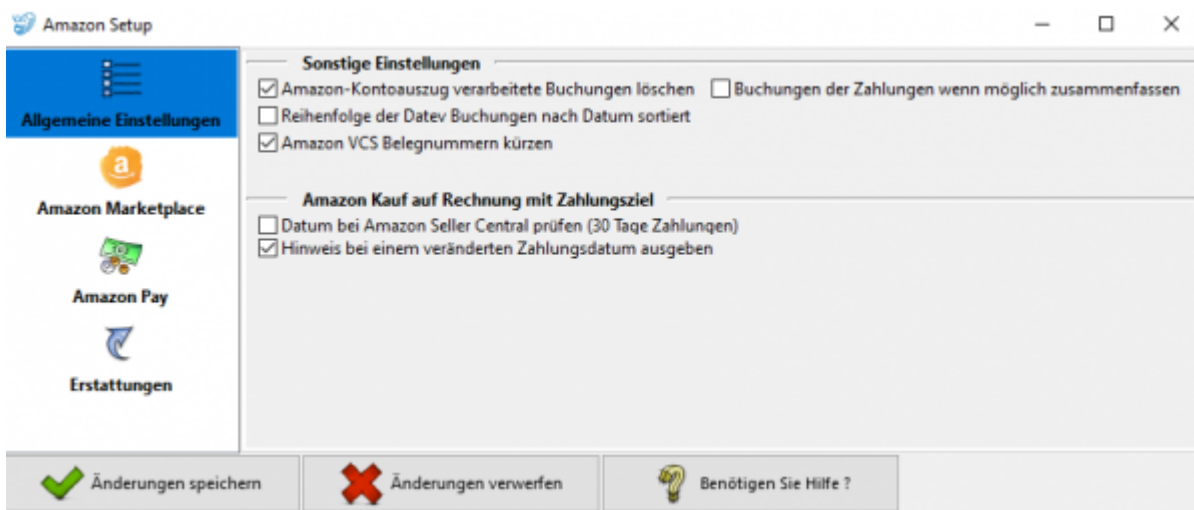 Amazon Setup
Allgemeine Einstellungen
Amazon Marketplace
Amazon Pay
Erstattungen
Sonstige Einstellungen
Amazon-Kontoauszug verarbeitete Buchungen löschen Buchungen der Zahlungen wenn möglich zusammenfassen
Reihenfolge der Datev Buchungen nach Datum sortiert
Amazon VCS Belegnummern kürzen
Amazon Kauf auf Rechnung mit Zahlungsziel
Datum bei Amazon Seller Central prüfen (30 Tage Zahlungen)
Hinweis bei einem veränderten Zahlungsdatum ausgeben
Änderungen speichern Änderungen verwerfen Benötigen Sie Hilfe ?